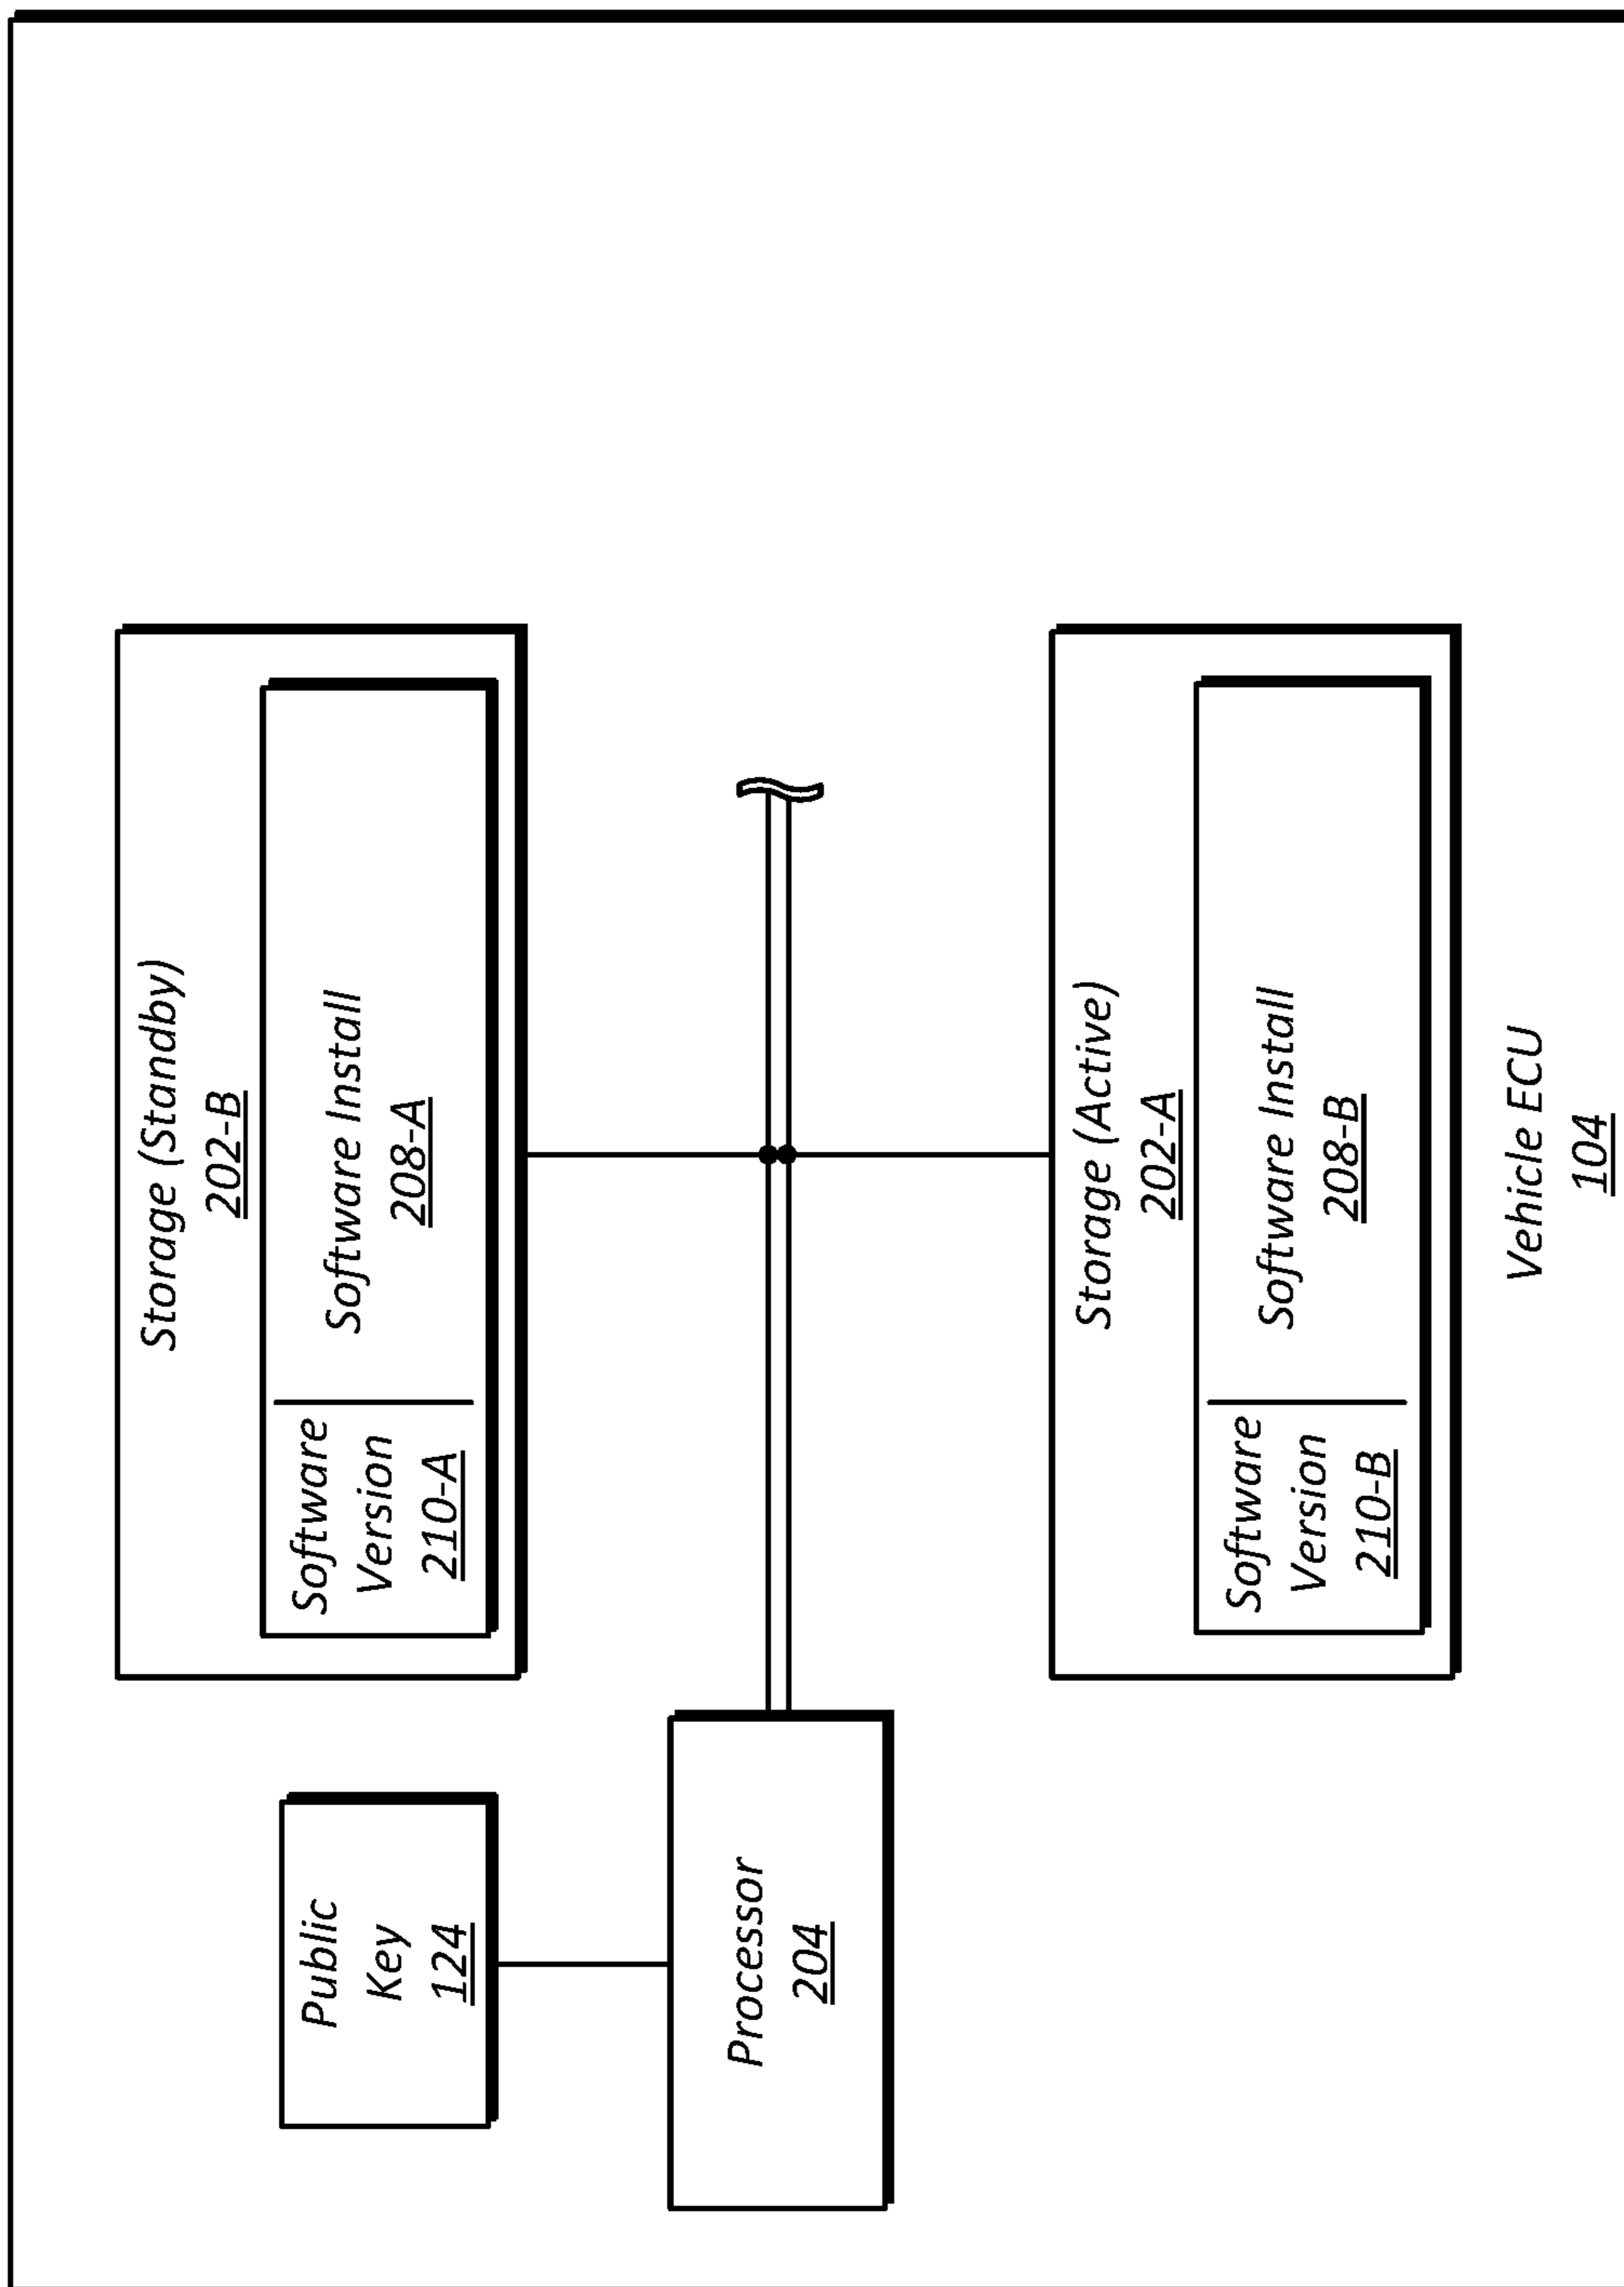 Storage (Standby)
202-B
Software
Version
210-A
Software Install
208-A
Public
Key
124
Processor
204
Storage (Active)
202-A
Software
Version
210-B
Software Install
208-B
Vehicle ECU
104